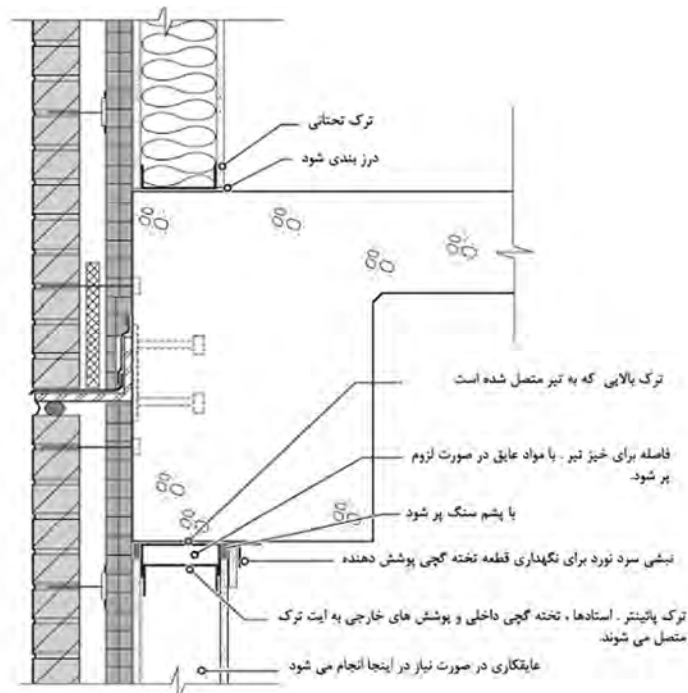 ترک تحتانی
درز بندی شود
ترک بالایی که به تیر متصل شده است
فاصله برای خیز تیر . با مواد عایق در صورت لزوم
پر شود.
با پشم سنگ پر شود
نبشی سرد نورد برای نگهداری قطعه تخته گچی پوشش دهنده
ترک پائینتر . استادها ، تخته گچی داخلی و پوشش های خارجی به ایت ترک
متصل می شوند.
عایقکاری در صورت نیاز در اینجا انجام می شود